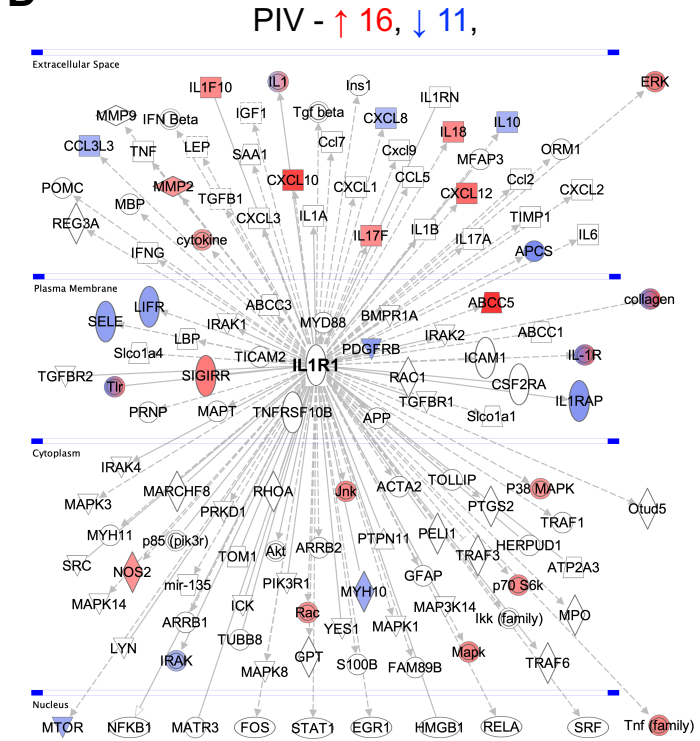 PIV - ↑ 16, ↓ 11,
Extracellular Space
IL1F10 IL1 Ins1 ERK
MMP9 IFN Beta IGF1 Tgf beta CXCL8 IL1RN IL18 IL10
CCL3L3 TNF LEP SAA1 Ccl7 Cxcl9 MFAP3 ORM1
POMC MMP2 TGFB1 CXCL10 CXCL1 CCL5 CXCL12 Ccl2 CXCL2
REG3A MBP CXCL3 IL1A IL1B TIMP1 IL6
IFNG cytokine IL17F IL17A APCS
Plasma Membrane
SELE LIFR ABCC3 BMPR1A ABCC5 collagen
IRAK1 MYD88 IRAK2 ABCC1
Slco1a4 LBP TICAM2 PDGFRB ICAM1 IL-1R
TGFBR2 Tlr SIGIRR IL1R1 RAC1 CSF2RA IL1RAP
PRNP MAPT TNFRSF10B APP TGFBR1 Slco1a1
Cytoplasm
IRAK4 MARCHF8 RHOA Jnk ACTA2 TOLLIP P38 MAPK
MAPK3 PRKD1 PTGS2 TRAF1 Otud5
MYH11 p85 (pik3r) Akt ARRB2 PTPN11 PELI1 HERPUD1
SRC NOS2 TOM1 TRAF3 ATP2A3
MAPK14 mir-135 PIK3R1 MYH10 GFAP p70 S6k
ARRB1 ICK Rac YES1 MAPK1 MAP3K14 Ikk (family) MPO
LYN IRAK TUBB8 MAPK8 GPT S100B FAM89B Mapk TRAF6
Nucleus
MTOR NFKB1 MATR3 FOS STAT1 EGR1 HMGB1 RELA SRF Tnf (family)